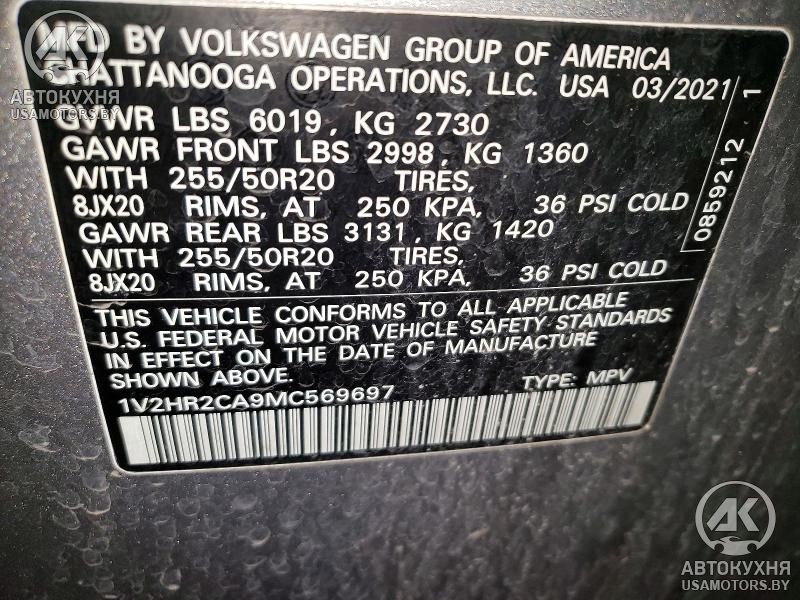 MFD BY VOLKSWAGEN GROUP OF AMERICA
CHATTANOOGA OPERATIONS, LLC. USA 03/2021
GVWR LBS 6019, KG 2730
GAWR FRONT LBS 2998, KG 1360
WITH 255/50R20 TIRES,
8JX20 RIMS, AT 250 KPA, 36 PSI COLD
GAWR REAR LBS 3131, KG 1420
WITH 255/50R20 TIRES,
8JX20 RIMS, AT 250 KPA, 36 PSI COLD
THIS VEHICLE CONFORMS TO ALL APPLICABLE
U.S. FEDERAL MOTOR VEHICLE SAFETY STANDARDS
IN EFFECT ON THE DATE OF MANUFACTURE
SHOWN ABOVE.
1V2HR2CA9MC569697 TYPE: MPV
0859212 1
АК
АВТОКУХНЯ
USAMOTORS.BY
АК
АВТОКУХНЯ
USAMOTORS.BY